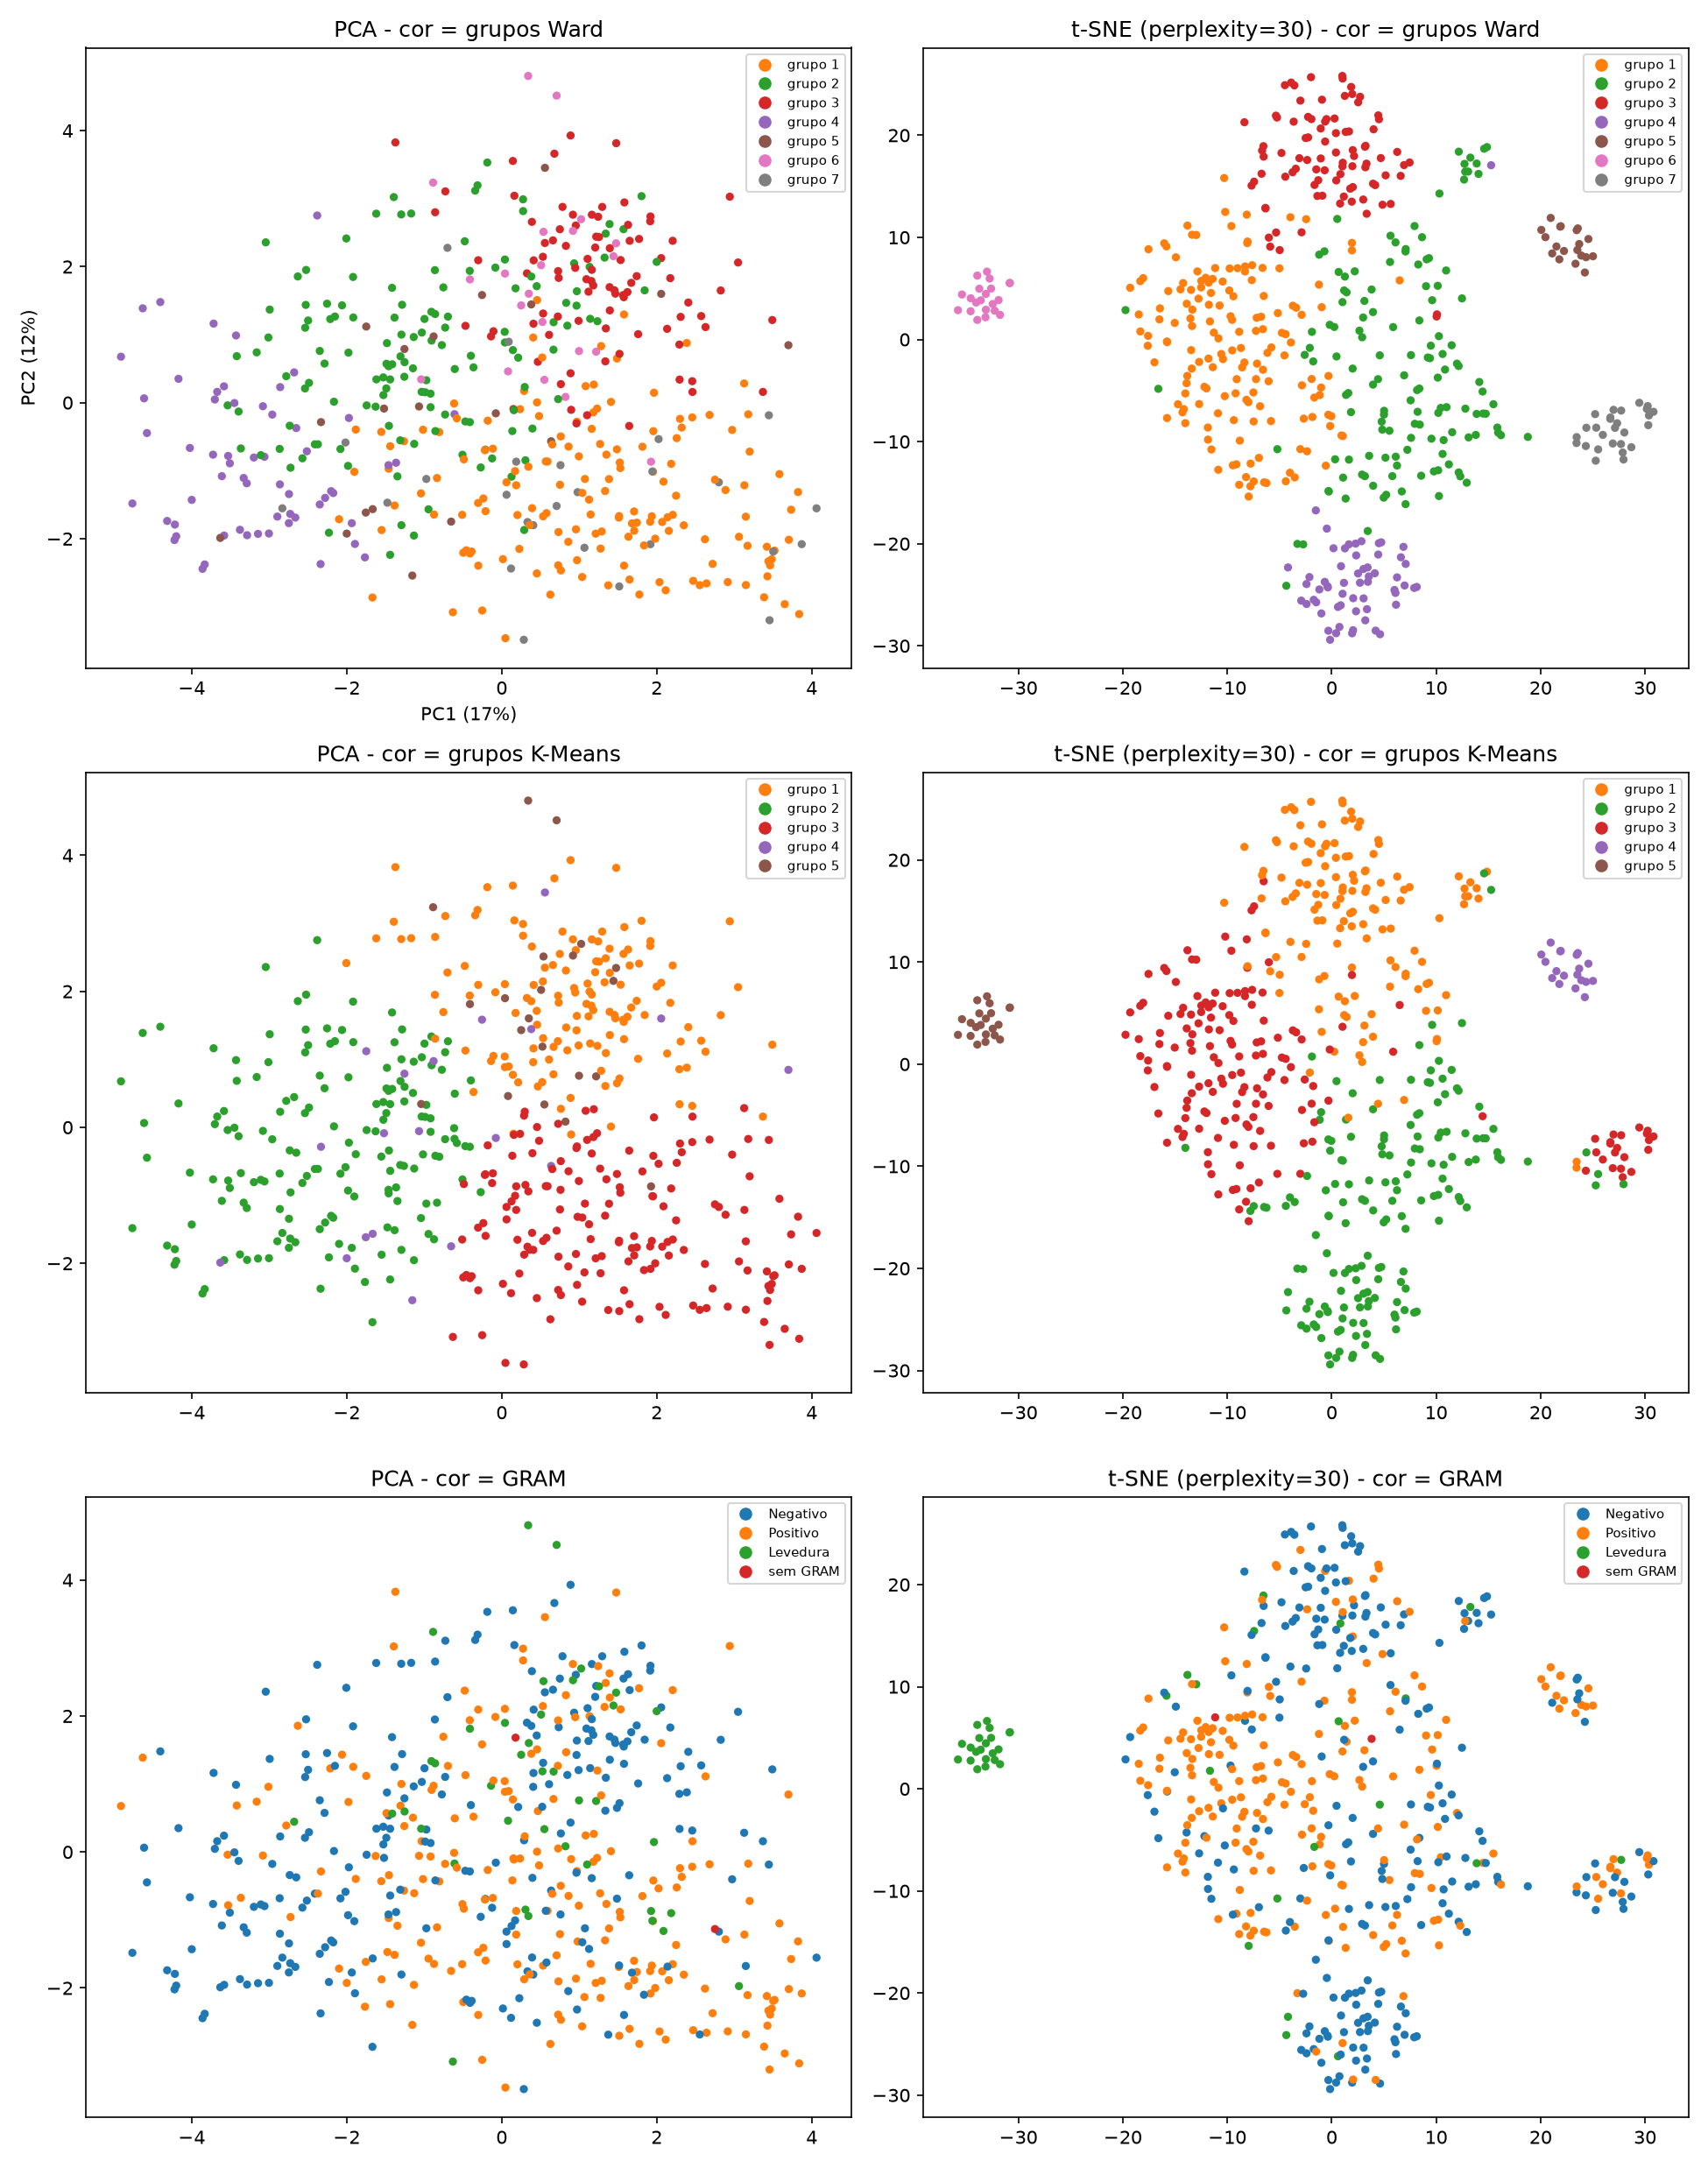 PCA - cor = grupos Ward
grupo 1
grupo 2
grupo 3
grupo 4
grupo 5
grupo 6
grupo 7
4
2
0
−2
PC2 (12%)
−4 −2 0 2 4
PC1 (17%)
t-SNE (perplexity=30) - cor = grupos Ward
grupo 1
grupo 2
grupo 3
grupo 4
grupo 5
grupo 6
grupo 7
20
10
0
−10
−20
−30
−30 −20 −10 0 10 20 30
PCA - cor = grupos K-Means
grupo 1
grupo 2
grupo 3
grupo 4
grupo 5
4
2
0
−2
−4 −2 0 2 4
t-SNE (perplexity=30) - cor = grupos K-Means
grupo 1
grupo 2
grupo 3
grupo 4
grupo 5
20
10
0
−10
−20
−30
−30 −20 −10 0 10 20 30
PCA - cor = GRAM
Negativo
Positivo
Levedura
sem GRAM
4
2
0
−2
−4 −2 0 2 4
t-SNE (perplexity=30) - cor = GRAM
Negativo
Positivo
Levedura
sem GRAM
20
10
0
−10
−20
−30
−30 −20 −10 0 10 20 30